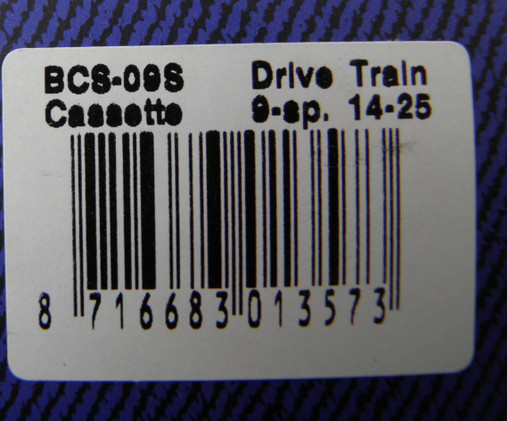 BCS-09S Drive Train
Cassette 9-sp. 14-25
8 716683 013573